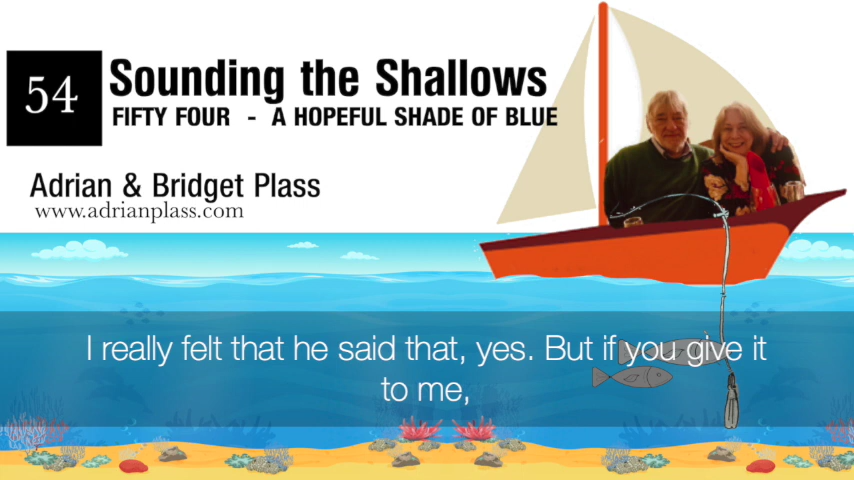 54
Sounding the Shallows
FIFTY FOUR - A HOPEFUL SHADE OF BLUE
Adrian & Bridget Plass
www.adrianplass.com
I really felt that he said that, yes. But if you give it
to me,